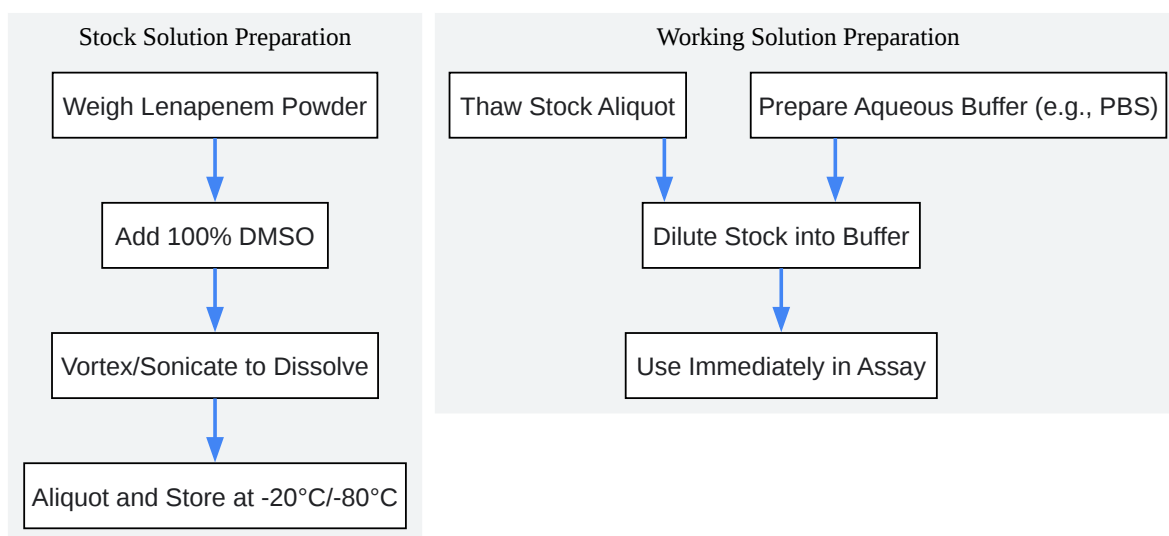 Stock Solution Preparation
Weigh Lenapenem Powder
Add 100% DMSO
Vortex/Sonicate to Dissolve
Aliquot and Store at -20°C/-80°C
Working Solution Preparation
Thaw Stock Aliquot
Prepare Aqueous Buffer (e.g., PBS)
Dilute Stock into Buffer
Use Immediately in Assay